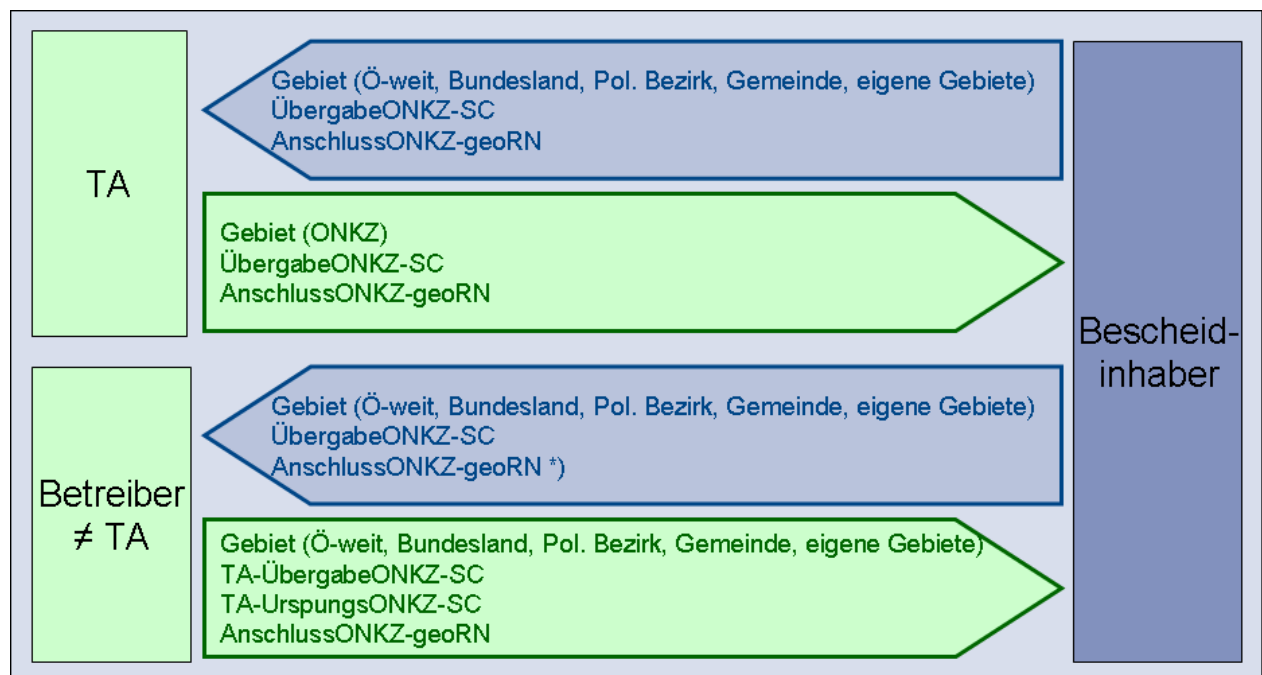 TA
Gebiet (Ö-weit, Bundesland, Pol. Bezirk, Gemeinde, eigene Gebiete)
ÜbergabeONKZ-SC
AnschlussONKZ-geoRN
Gebiet (ONKZ)
ÜbergabeONKZ-SC
AnschlussONKZ-geoRN
Bescheid-
inhaber
Betreiber
≠ TA
Gebiet (Ö-weit, Bundesland, Pol. Bezirk, Gemeinde, eigene Gebiete)
ÜbergabeONKZ-SC
AnschlussONKZ-geoRN *)
Gebiet (Ö-weit, Bundesland, Pol. Bezirk, Gemeinde, eigene Gebiete)
TA-ÜbergabeONKZ-SC
TA-UrspungsONKZ-SC
AnschlussONKZ-geoRN